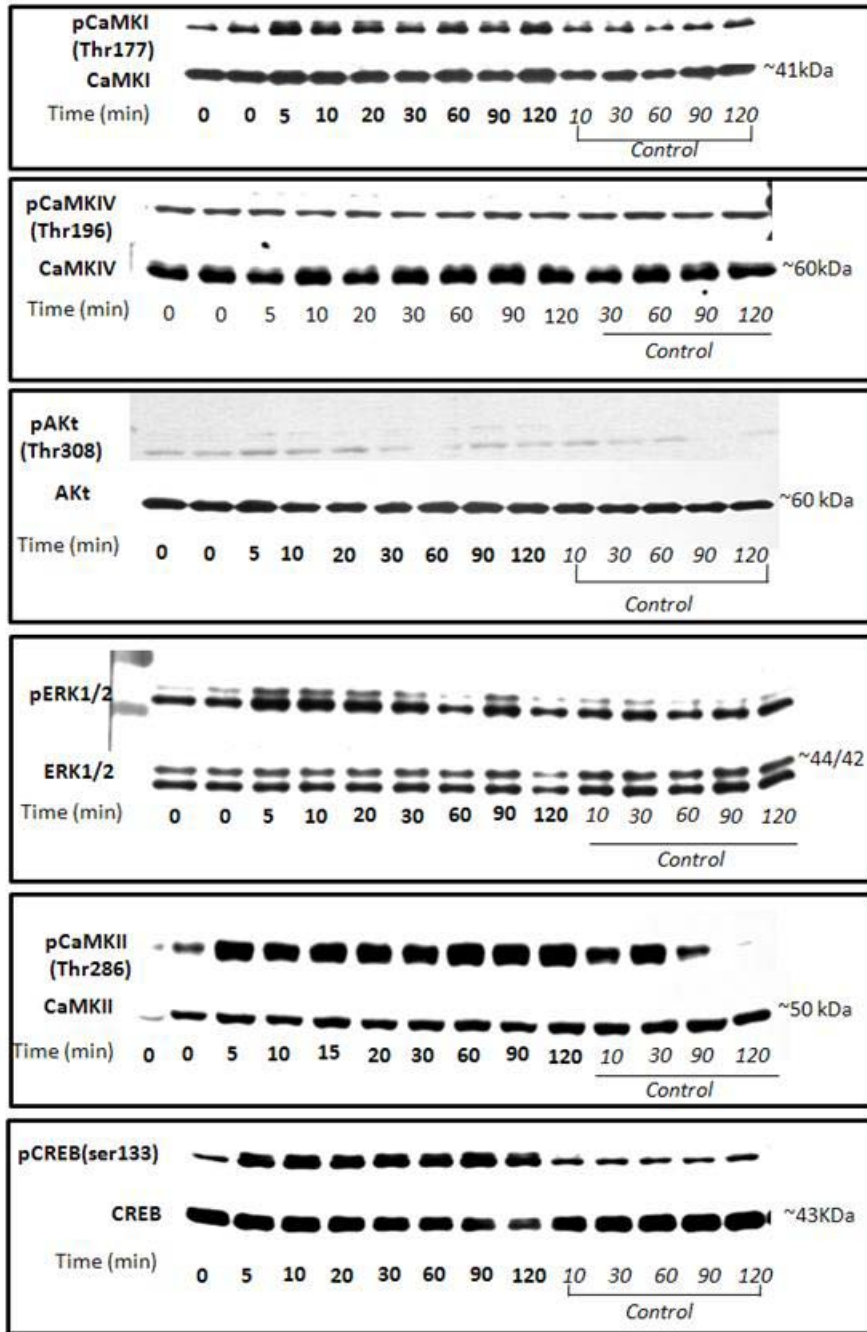 pCaMKI
(Thr177)
CaMKI
~41kDa
Time (min) 0 0 5 10 20 30 60 90 120 10 30 60 90 120
Control
pCaMKIV
(Thr196)
CaMKIV
~60kDa
Time (min) 0 0 5 10 20 30 60 90 120 30 60 90 120
Control
pAKt
(Thr308)
AKt
~60 kDa
Time (min) 0 0 5 10 20 30 60 90 120 10 30 60 90 120
Control
pERK1/2
ERK1/2
~44/42
Time (min) 0 0 5 10 20 30 60 90 120 10 30 60 90 120
Control
pCaMKII
(Thr286)
CaMKII
~50 kDa
Time (min) 0 0 5 10 15 20 30 60 90 120 10 30 90 120
Control
pCREB(ser133)
CREB
~43KDa
Time (min) 0 5 10 20 30 60 90 120 10 30 60 90 120
Control